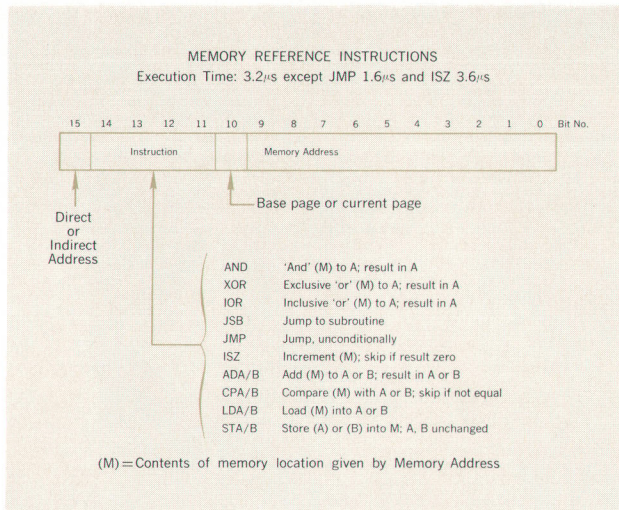 MEMORY REFERENCE INSTRUCTIONS
Execution Time: 3.2μs except JMP 1.6μs and ISZ 3.6μs
15 14 13 12 11 10 9 8 7 6 5 4 3 2 1 0 Bit No.
Instruction Memory Address
Base page or current page
Direct
or
Indirect
Address
AND 'And' (M) to A; result in A
XOR Exclusive 'or' (M) to A; result in A
IOR Inclusive 'or' (M) to A; result in A
JSB Jump to subroutine
JMP Jump, unconditionally
ISZ Increment (M); skip if result zero
ADA/B Add (M) to A or B; result in A or B
CPA/B Compare (M) with A or B; skip if not equal
LDA/B Load (M) into A or B
STA/B Store (A) or (B) into M; A, B unchanged
(M)=Contents of memory location given by Memory Address